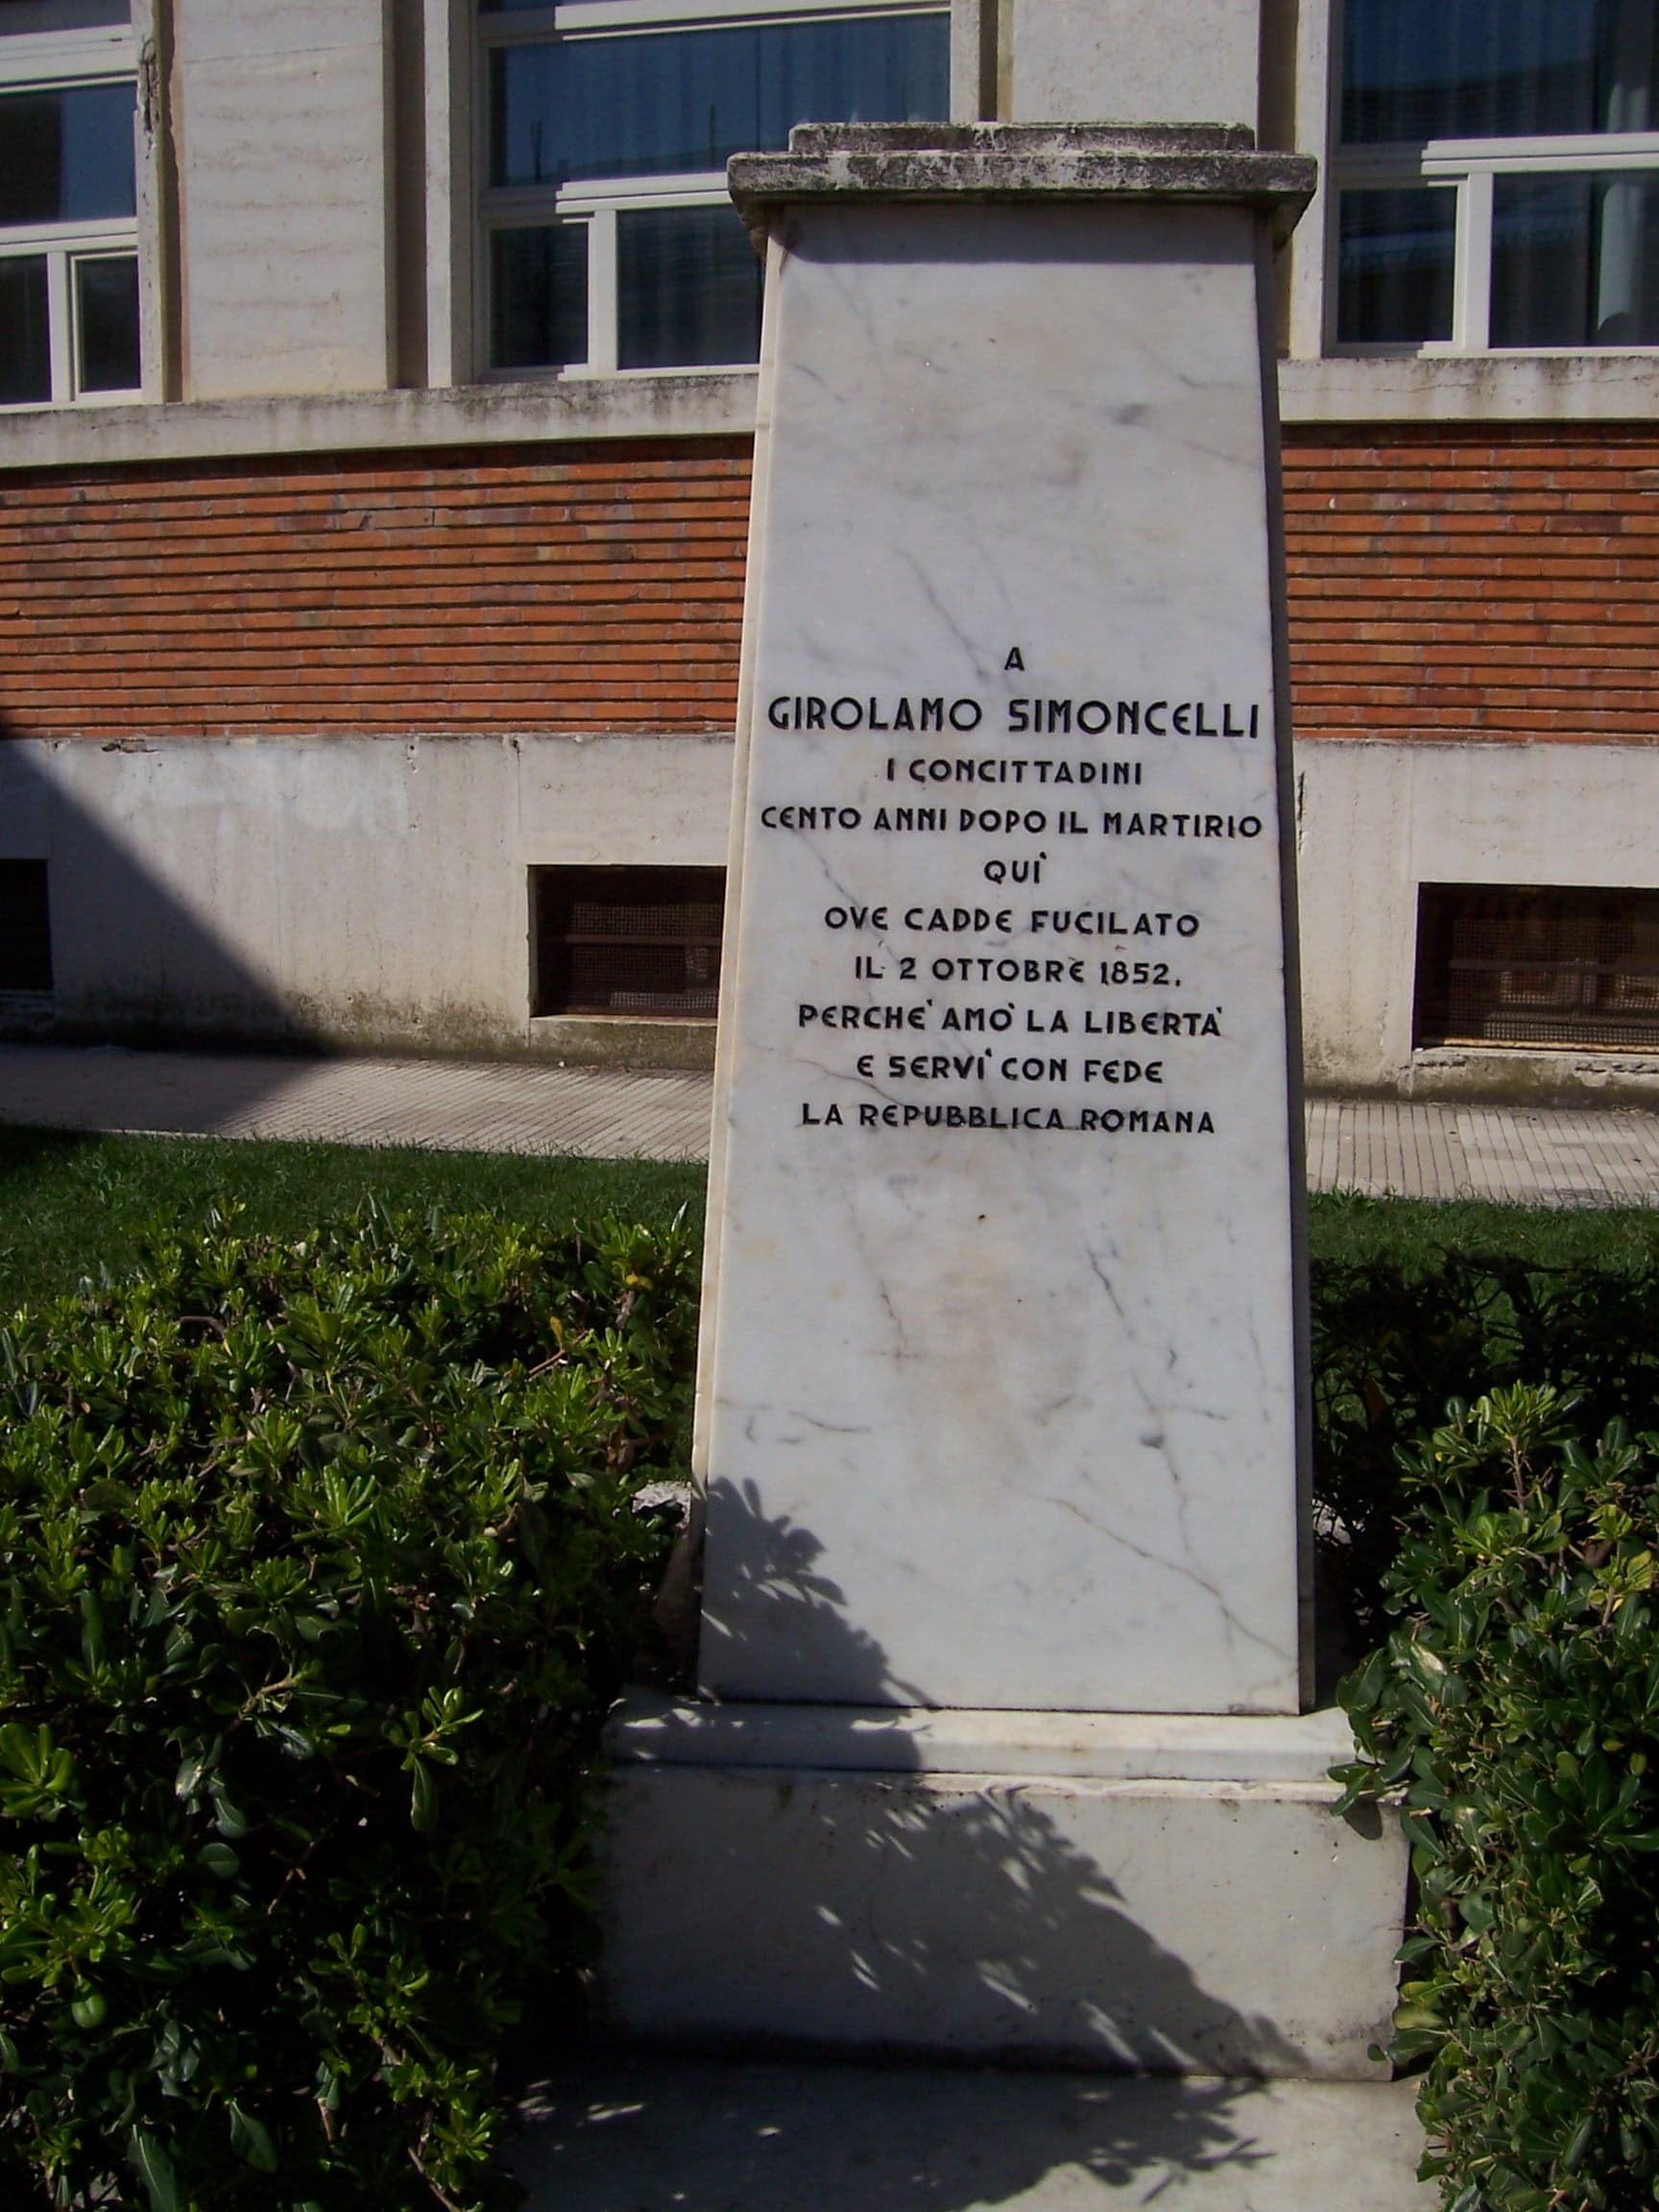 A
GIROLAMO SIMONCELLI
I CONCITTADINI
CENTO ANNI DOPO IL MARTIRIO
QUÌ
OVE CADDE FUCILATO
IL 2 OTTOBRE 1852.
PERCHE' AMO' LA LIBERTA'
E SERVI' CON FEDE
LA REPUBBLICA ROMANA